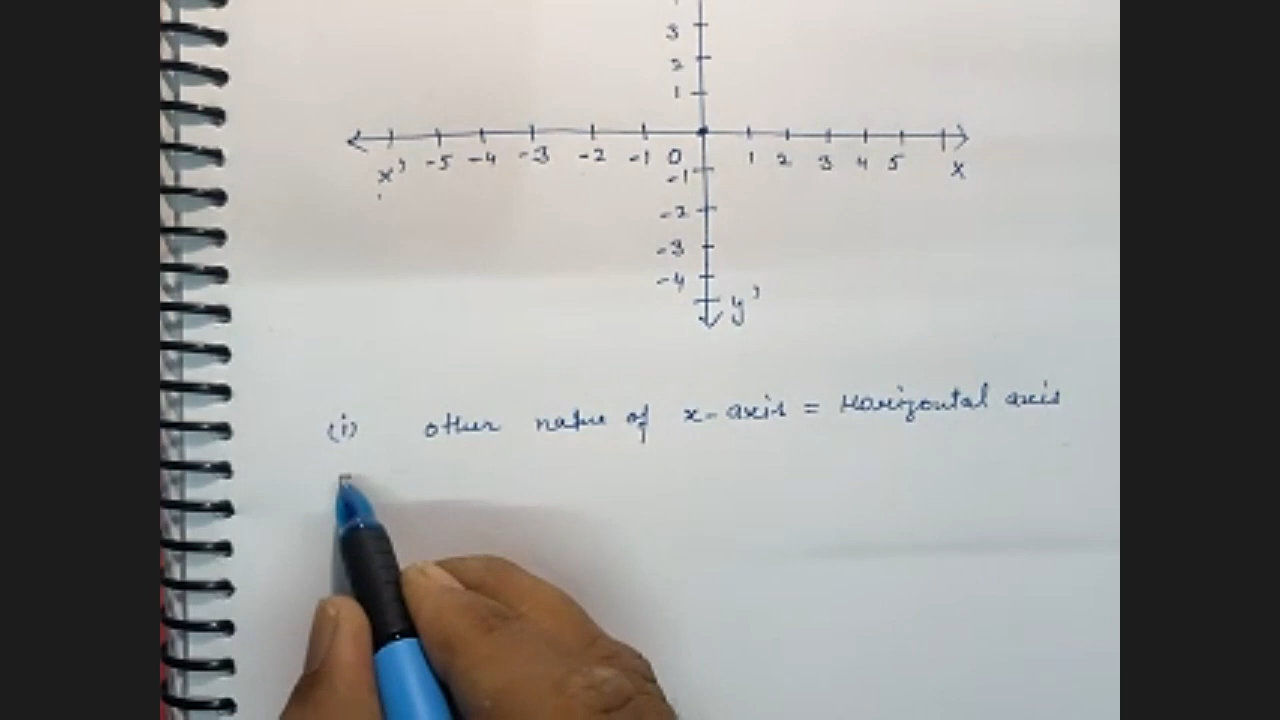 3
2
1
x' -5 -4 -3 -2 -1 0 1 2 3 4 5 x
-1
-2
-3
-4
y'
(i) other name of x-axis = Horizontal axis